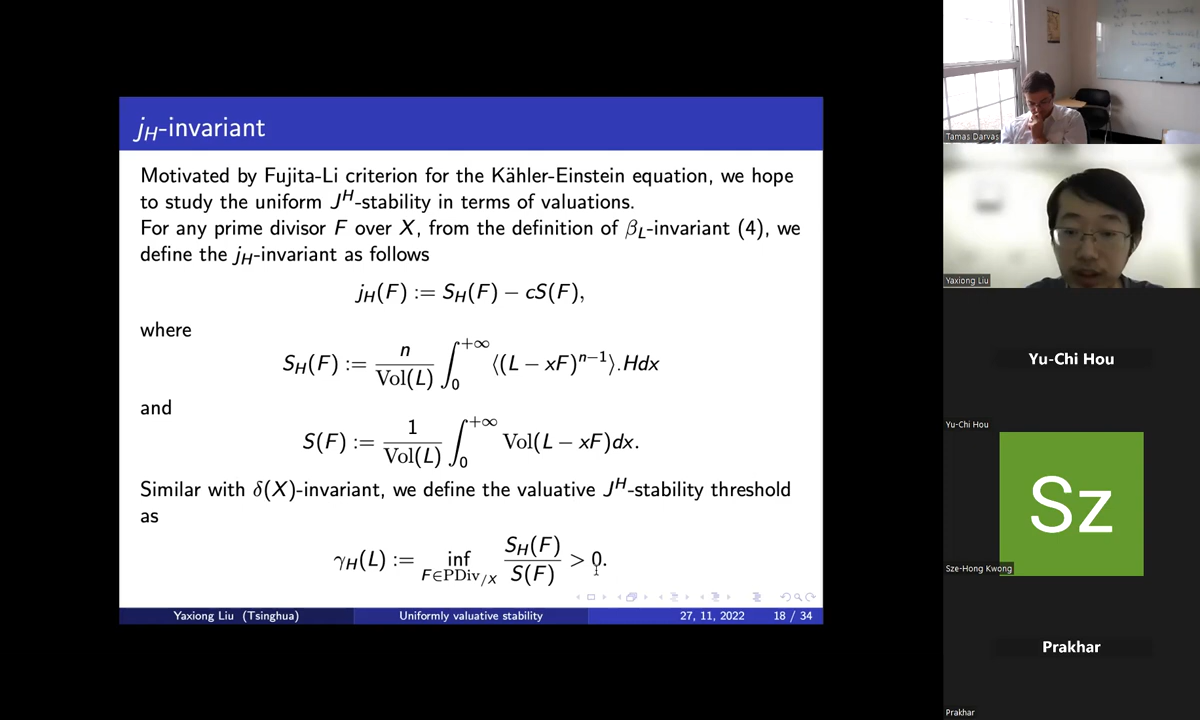 j_H-invariant
Motivated by Fujita-Li criterion for the Kähler-Einstein equation, we hope
to study the uniform J^H-stability in terms of valuations.
For any prime divisor F over X, from the definition of β_L-invariant (4), we
define the j_H-invariant as follows
j_H(F) := S_H(F) − cS(F),
where
S_H(F) := n/Vol(L) ∫_0^{+∞} ⟨(L − xF)^{n−1}⟩.Hdx
and
S(F) := 1/Vol(L) ∫_0^{+∞} Vol(L − xF)dx.
Similar with δ(X)-invariant, we define the valuative J^H-stability threshold
as
γ_H(L) := inf_{F∈PDiv/X} S_H(F)/S(F) > 0.
Yaxiong Liu (Tsinghua) Uniformly valuative stability 27, 11, 2022 18 / 34
Tamas Darvas
Yaxiong Liu
Yu-Chi Hou
Yu-Chi Hou
Sz
Sze-Hong Kwong
Prakhar
Prakhar